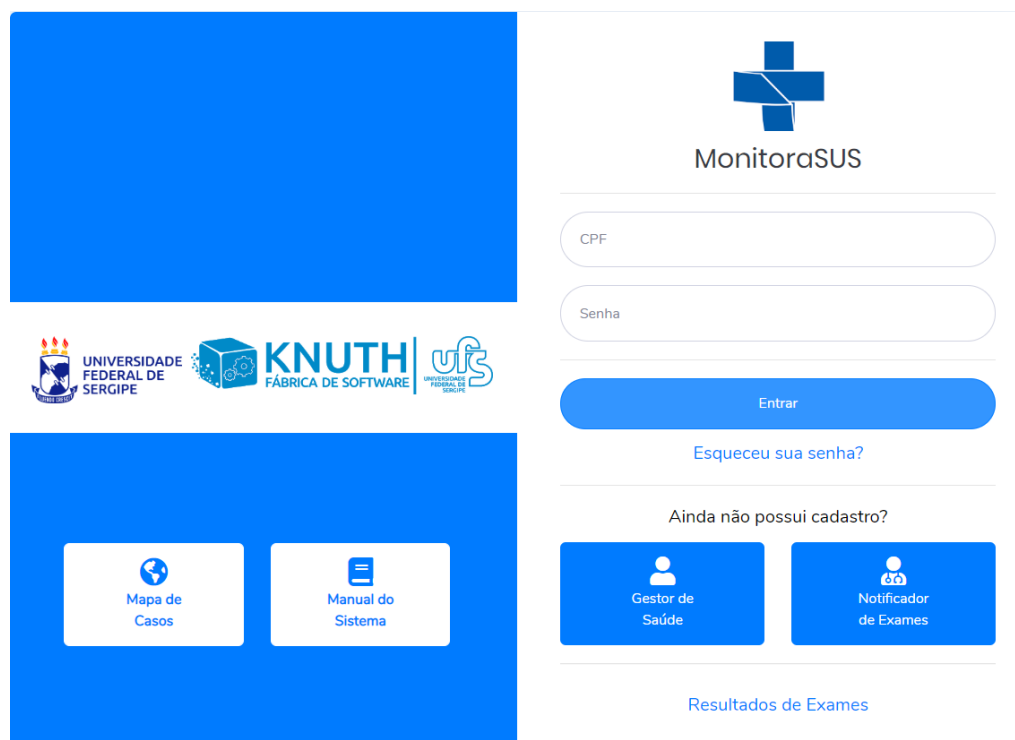 UNIVERSIDADE
FEDERAL DE
SERGIPE
KNUTH
FÁBRICA DE SOFTWARE
ufs
UNIVERSIDADE
FEDERAL DE
SERGIPE
Mapa de
Casos
Manual do
Sistema
MonitoraSUS
CPF
Senha
Entrar
Esqueceu sua senha?
Ainda não possui cadastro?
Gestor de
Saúde
Notificador
de Exames
Resultados de Exames